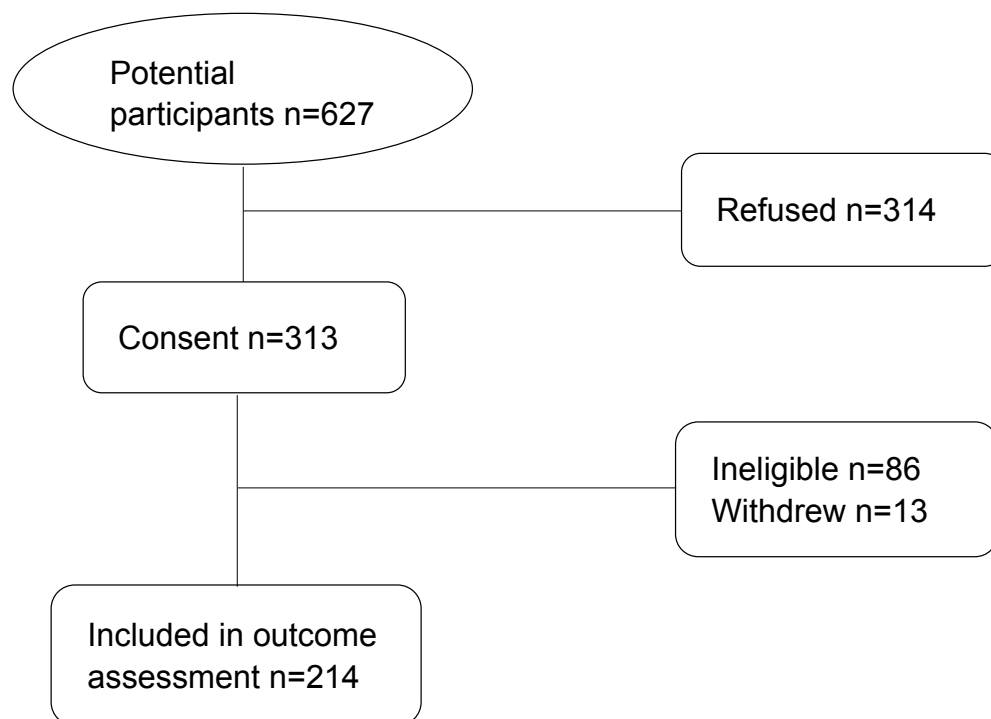 Potential
participants n=627
Refused n=314
Consent n=313
Ineligible n=86
Withdrew n=13
Included in outcome
assessment n=214